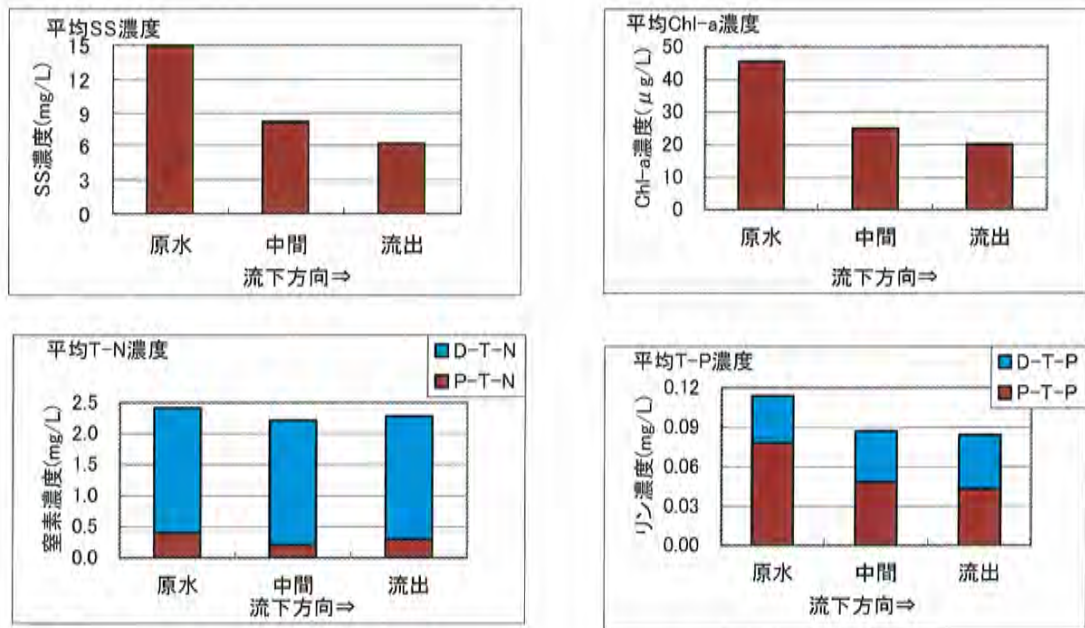 平均SS濃度
SS濃度(mg/L)
15
12
9
6
3
0
原水 中間 流出
流下方向⇒
平均Chl-a濃度
Chl-a濃度(μg/L)
50
40
30
20
10
0
原水 中間 流出
流下方向⇒
平均T-N濃度
D-T-N
P-T-N
窒素濃度(mg/L)
2.5
2.0
1.5
1.0
0.5
0.0
原水 中間 流出
流下方向⇒
平均T-P濃度
D-T-P
P-T-P
リン濃度(mg/L)
0.12
0.09
0.06
0.03
0.00
原水 中間 流出
流下方向⇒